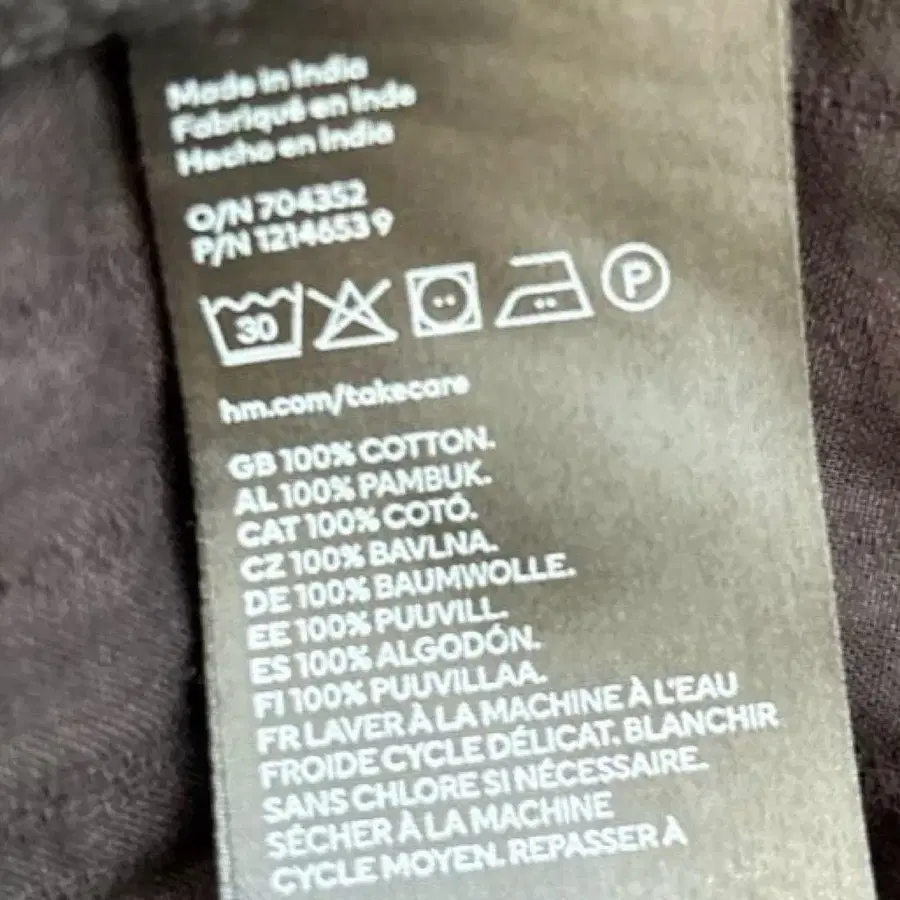 Made in India
Fabriqué en Inde
Hecho en India
O/N 704352
P/N 1214653 9
30
P
hm.com/takecare
GB 100% COTTON.
AL 100% PAMBUK.
CAT 100% COTÓ.
CZ 100% BAVLNA.
DE 100% BAUMWOLLE.
EE 100% PUUVILL.
ES 100% ALGODÓN.
FI 100% PUUVILLAA.
FR LAVER À LA MACHINE À L'EAU
FROIDE CYCLE DÉLICAT. BLANCHIR
SANS CHLORE SI NÉCESSAIRE.
SÉCHER À LA MACHINE
CYCLE MOYEN. REPASSER À